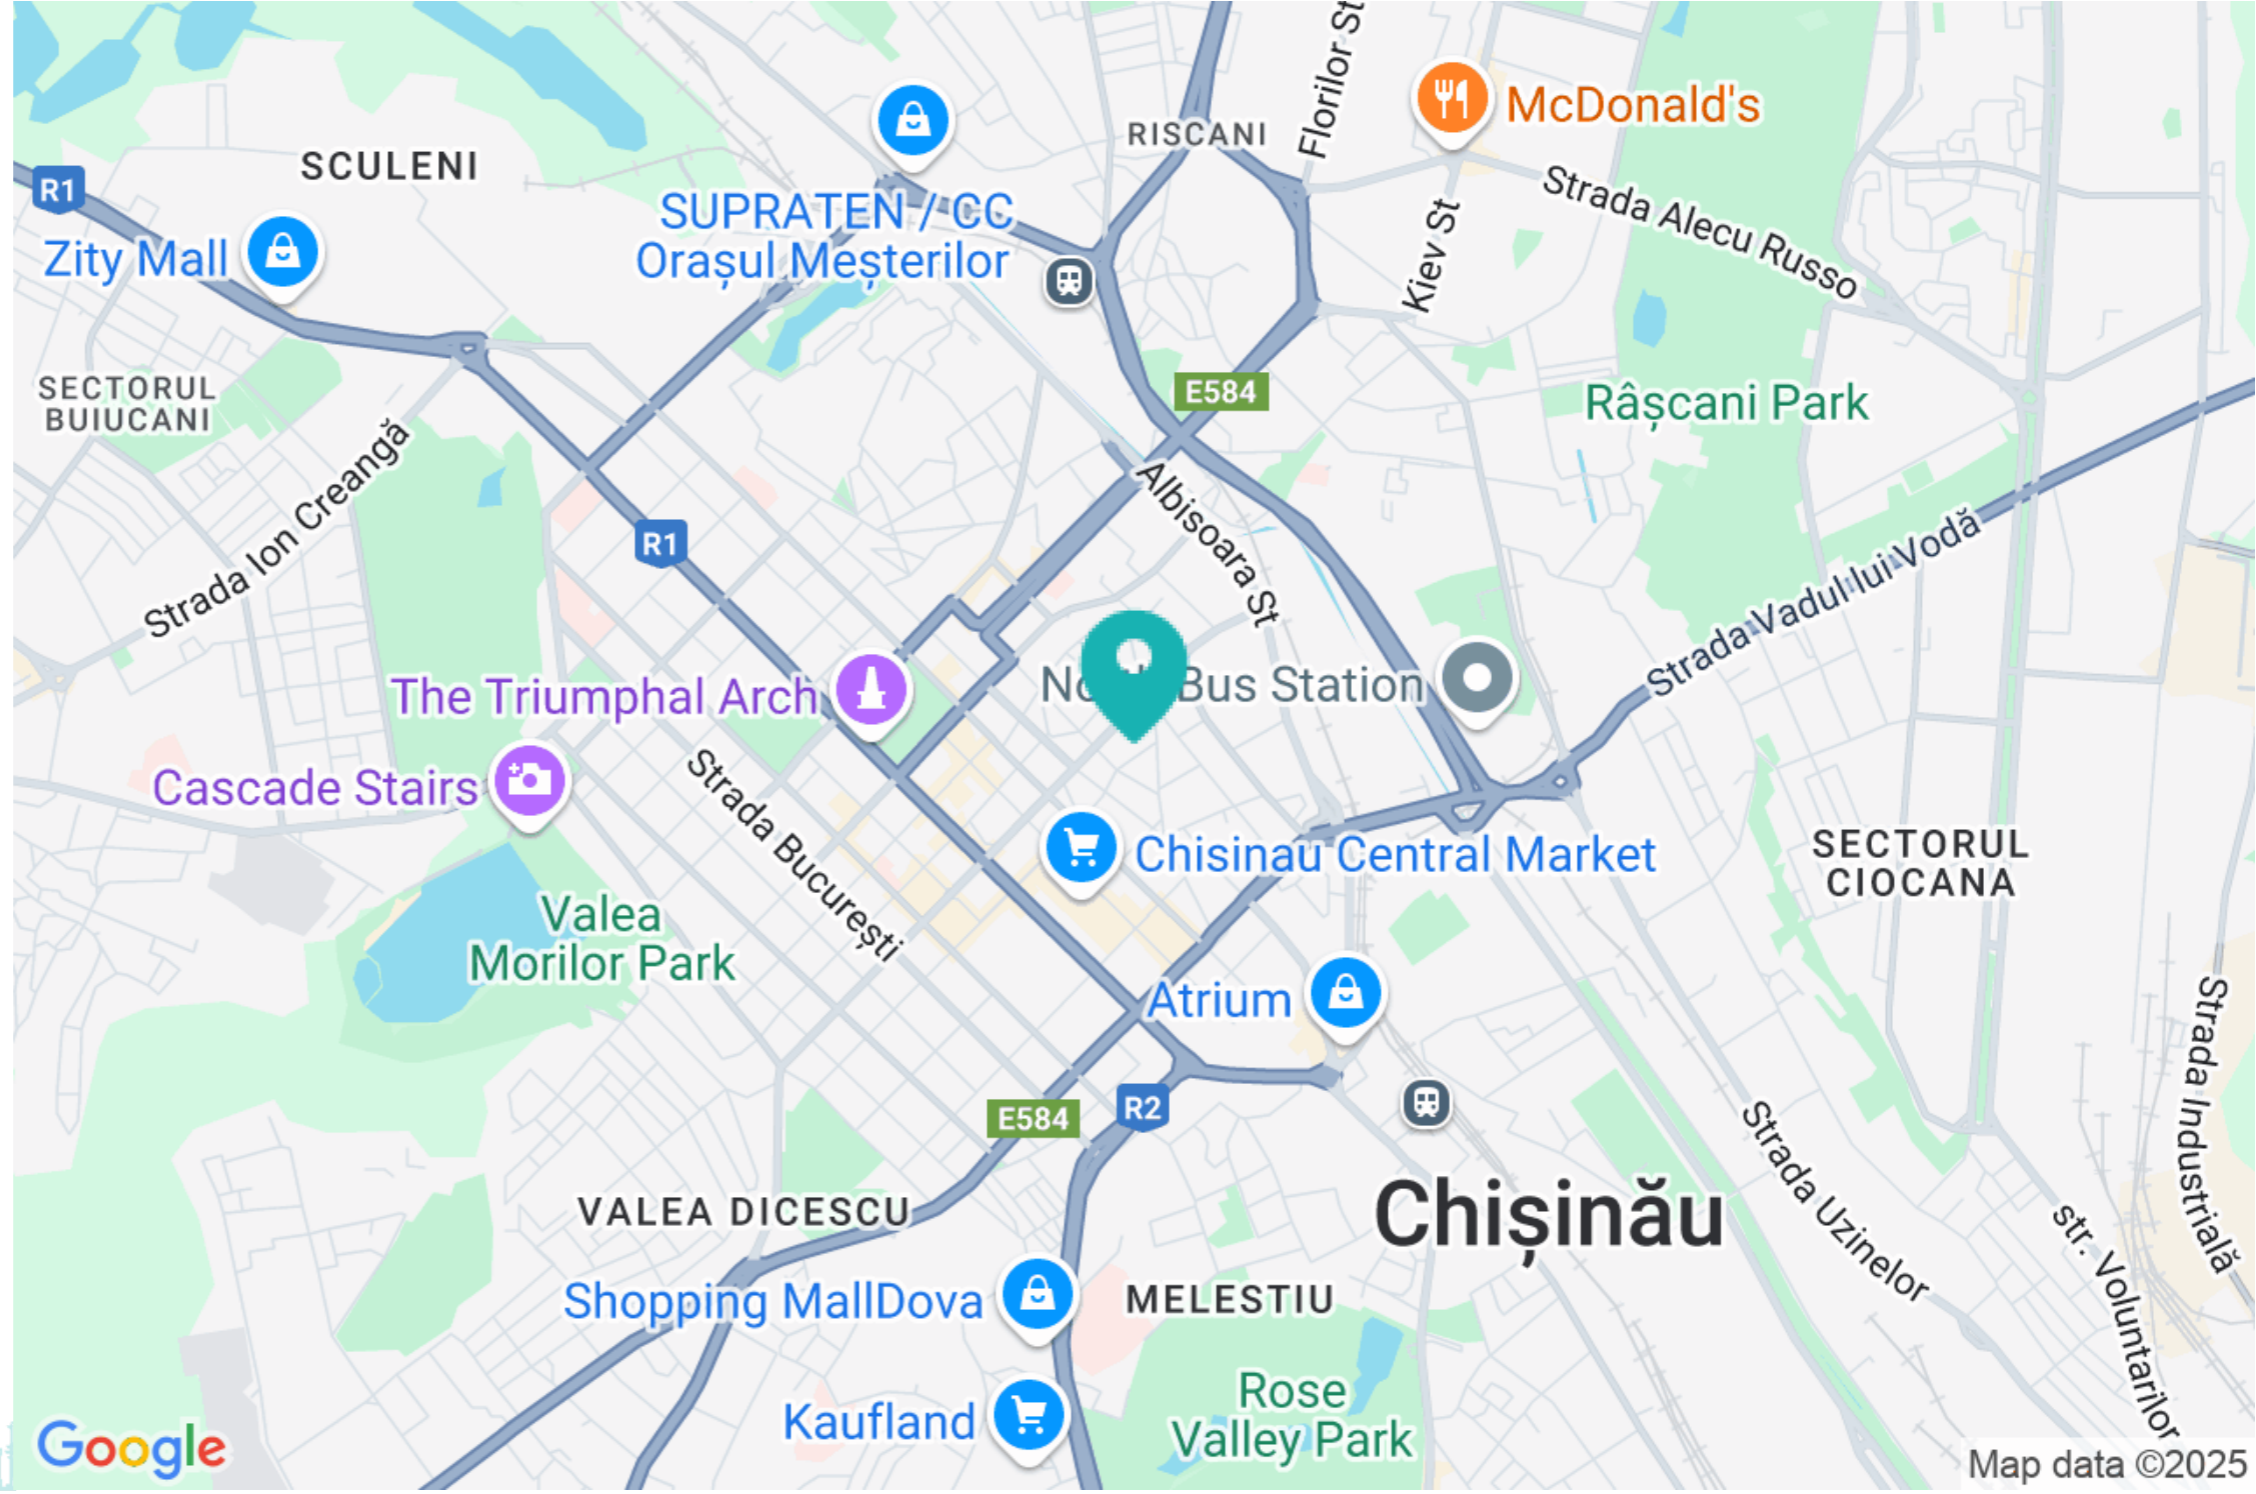 Florilor St
McDonald's
RISCANI
SCULENI
R1
SUPRATEN / CC
Orașul Meșterilor
Zity Mall
Kiev St
Strada Alecu Russo
SECTORUL
BUIUCANI
E584
Râșcani Park
Strada Ion Creangă
R1
Albisoara St
Strada Vadul lui Vodă
The Triumphal Arch
Bus Station
Cascade Stairs
Strada București
Chisinau Central Market
SECTORUL
CIOCANA
Valea
Morilor Park
Atrium
Strada Industrială
E584
R2
Strada Uzinelor
VALEA DICESCU
Chișinău
str. Voluntarilor
Shopping MallDova
MELESTIU
Rose
Valley Park
Kaufland
Google
Map data ©2025